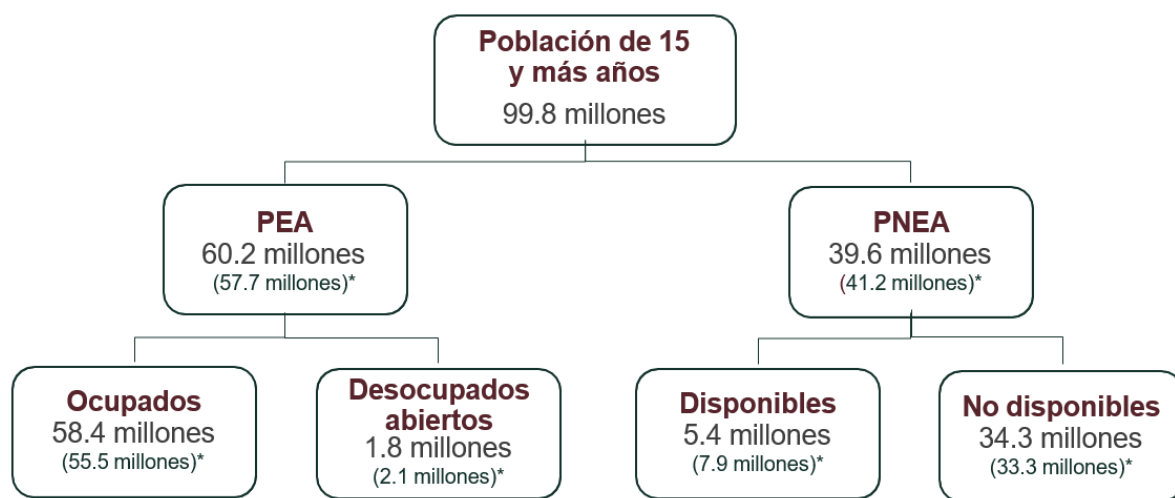 Población de 15
y más años
99.8 millones
PEA
60.2 millones
(57.7 millones)*
PNEA
39.6 millones
(41.2 millones)*
Ocupados
58.4 millones
(55.5 millones)*
Desocupados
abiertos
1.8 millones
(2.1 millones)*
Disponibles
5.4 millones
(7.9 millones)*
No disponibles
34.3 millones
(33.3 millones)*